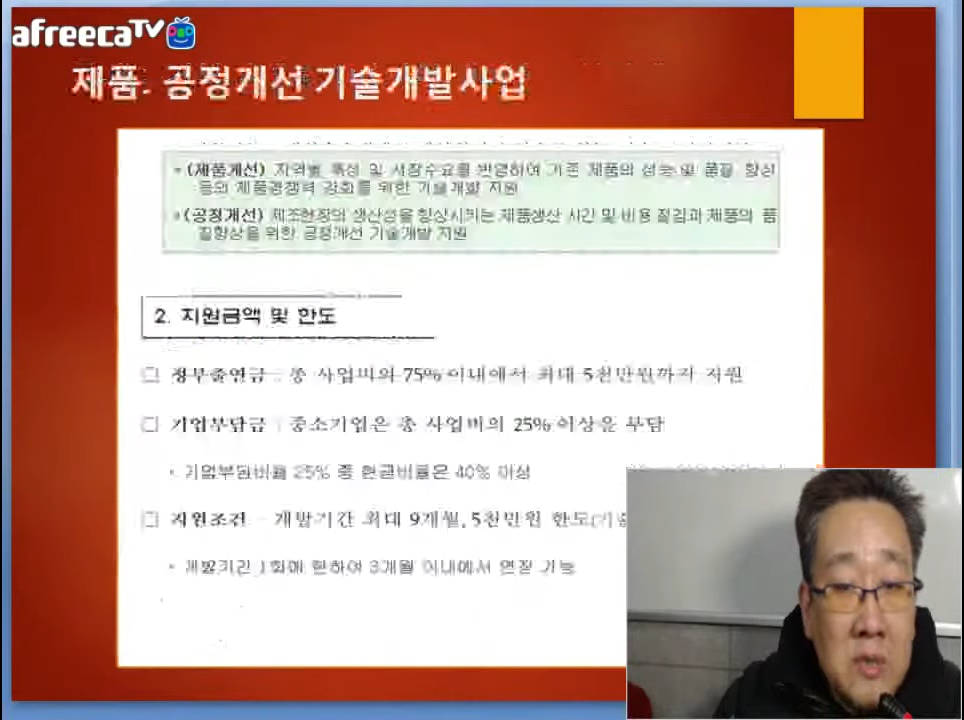 afreecaTV
제품. 공정개선 기술개발사업
(제품개선) 지역별 특성 및 시장수요를 반영하여 기존 제품의 성능 및 품질 향상
등의 제품경쟁력 강화를 위한 기술개발 지원
(공정개선) 제조현장의 생산성을 향상시키는 제품생산 시간 및 비용 절감과 제품의 품
질향상을 위한 공정개선 기술개발 지원
2. 지원금액 및 한도
□ 정부출연금 : 총 사업비의 75% 이내에서 최대 5천만원까지 지원
□ 기업부담금 : 중소기업은 총 사업비의 25% 이상을 부담
• 기업부담비율 25% 중 현금비율은 40% 이상
□ 지원조건 - 개발기간 최대 9개월, 5천만원 한도
• 개발기간 1회에 한하여 3개월 이내에서 연장 가능